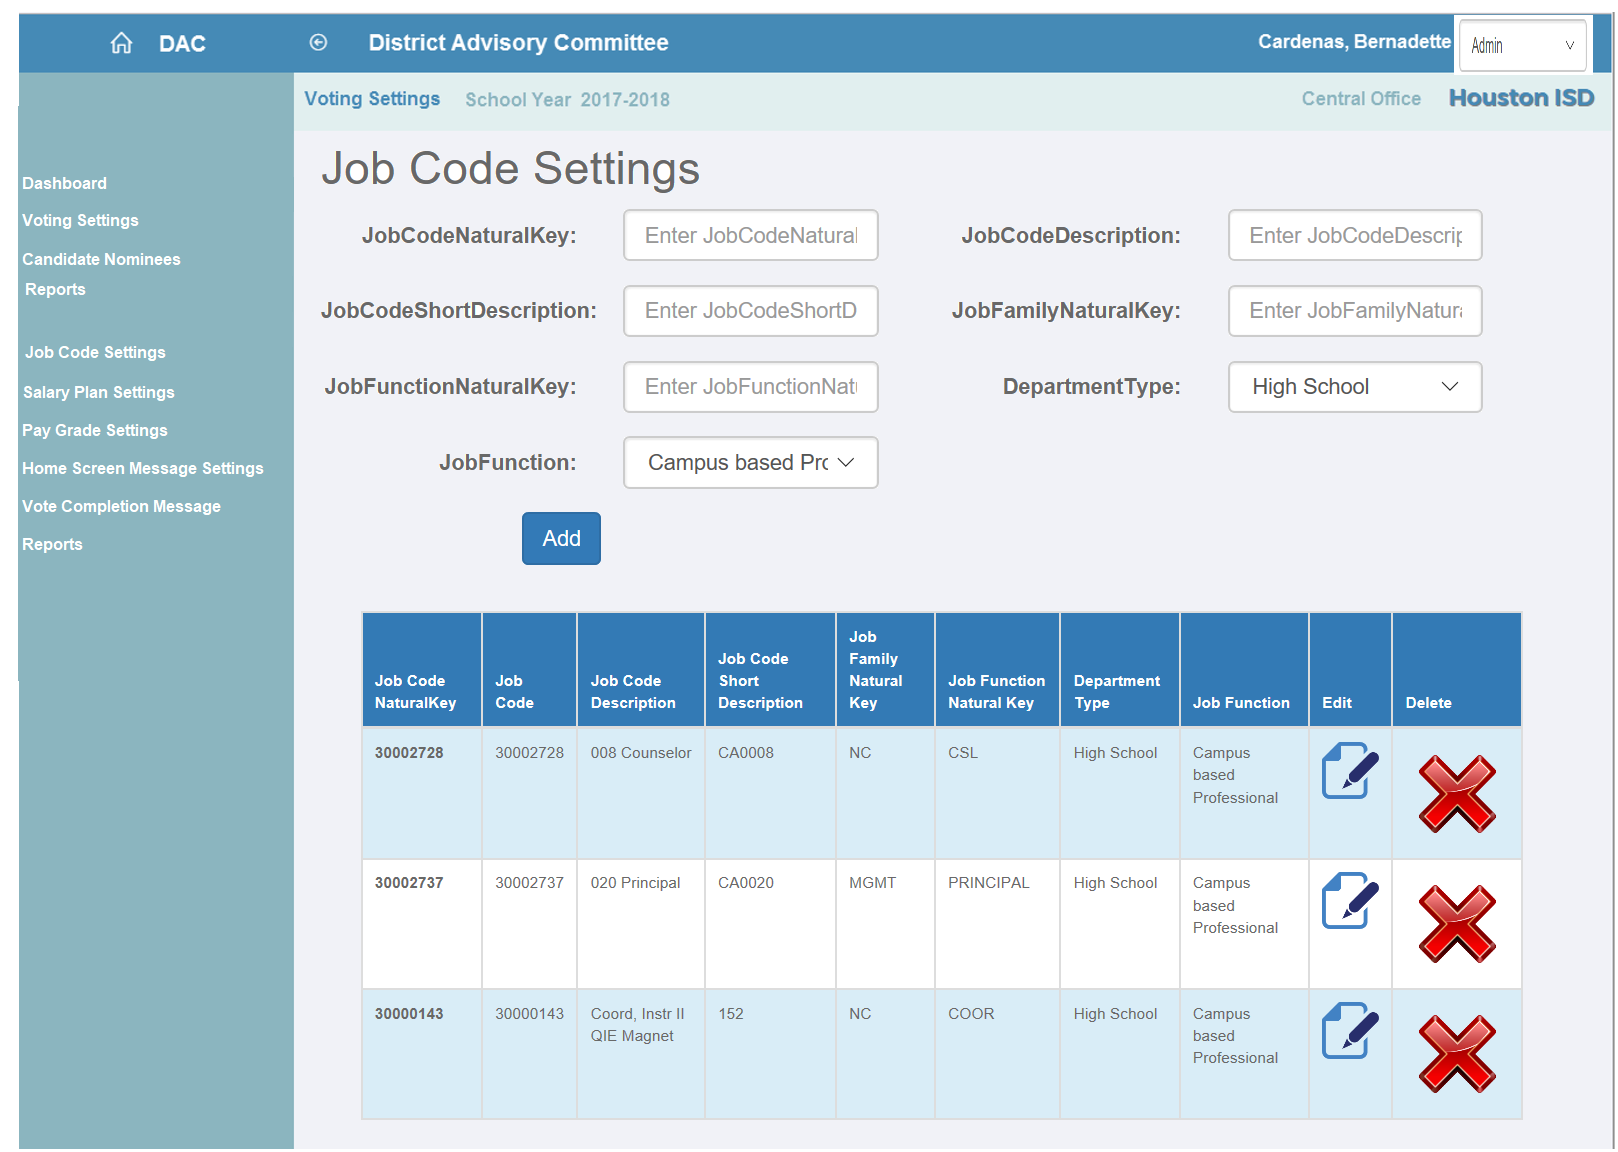 DAC
District Advisory Committee
Cardenas, Bernadette
Admin
Voting Settings School Year 2017-2018
Central Office Houston ISD
Dashboard
Voting Settings
Candidate Nominees
Reports
Job Code Settings
Salary Plan Settings
Pay Grade Settings
Home Screen Message Settings
Vote Completion Message
Reports
Job Code Settings
JobCodeNaturalKey: Enter JobCodeNatural
JobCodeDescription: Enter JobCodeDescrip
JobCodeShortDescription: Enter JobCodeShortD
JobFamilyNaturalKey: Enter JobFamilyNatura
JobFunctionNaturalKey: Enter JobFunctionNatu
DepartmentType: High School
JobFunction: Campus based Pro
Add
Job Code
NaturalKey
Job
Code
Job Code
Description
Job Code
Short
Description
Job
Family
Natural
Key
Job Function
Natural Key
Department
Type
Job Function
Edit
Delete
30002728
30002728
008 Counselor
CA0008
NC
CSL
High School
Campus
based
Professional
30002737
30002737
020 Principal
CA0020
MGMT
PRINCIPAL
High School
Campus
based
Professional
30000143
30000143
Coord, Instr II
QIE Magnet
152
NC
COOR
High School
Campus
based
Professional